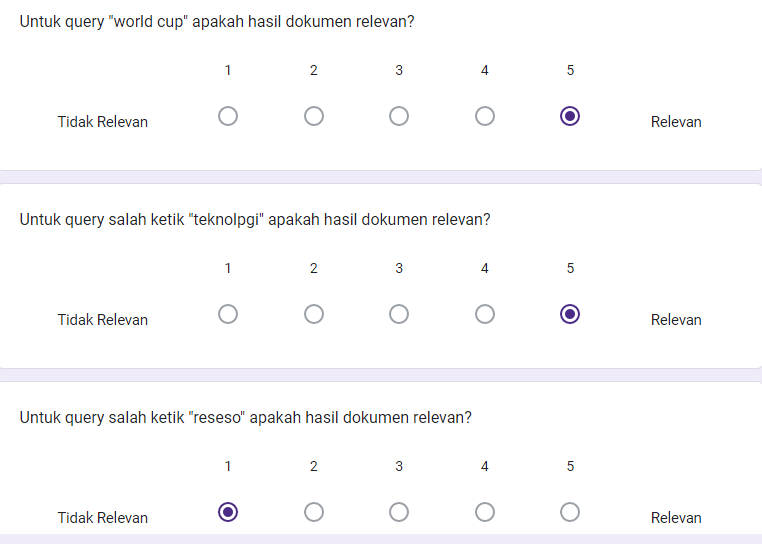 Untuk query "world cup" apakah hasil dokumen relevan?
1 2 3 4 5
Tidak Relevan Relevan
Untuk query salah ketik "teknolpgi" apakah hasil dokumen relevan?
1 2 3 4 5
Tidak Relevan Relevan
Untuk query salah ketik "reseso" apakah hasil dokumen relevan?
1 2 3 4 5
Tidak Relevan Relevan